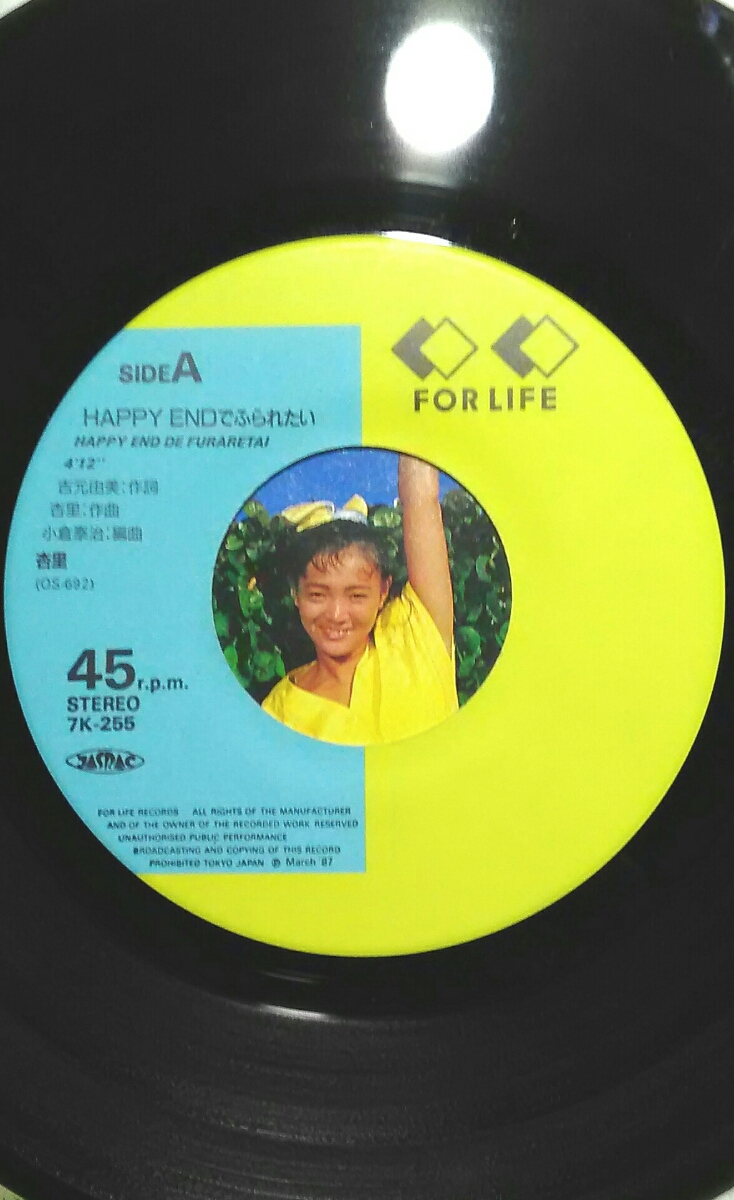 SIDE A
HAPPY ENDでふられたい
HAPPY END DE FURARETAI
4'12''
吉元由美:作詞
杏里:作曲
小倉泰治:編曲
杏里
(OS-692)
45 r.p.m.
STEREO
7K-255
JASRAC
FOR LIFE
FOR LIFE RECORDS ALL RIGHTS OF THE MANUFACTURER
AND OF THE OWNER OF THE RECORDED WORK RESERVED
UNAUTHORISED PUBLIC PERFORMANCE
BROADCASTING AND COPYING OF THIS RECORD
PROHIBITED TOKYO JAPAN Ⓟ March '87